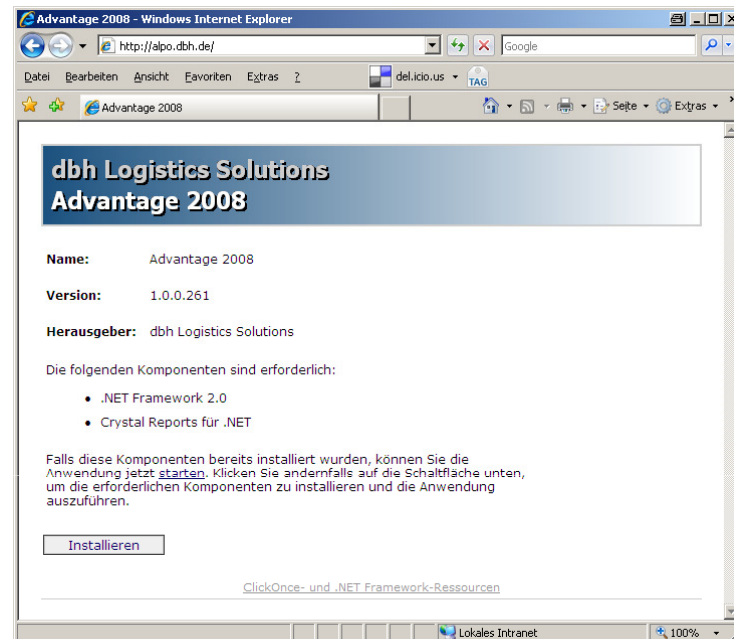 Advantage 2008 - Windows Internet Explorer
http://alpo.dbh.de/
Google
Datei Bearbeiten Ansicht Favoriten Extras ?
del.icio.us
TAG
Advantage 2008
Seite
Extras
dbh Logistics Solutions
Advantage 2008
Name: Advantage 2008
Version: 1.0.0.261
Herausgeber: dbh Logistics Solutions
Die folgenden Komponenten sind erforderlich:
• .NET Framework 2.0
• Crystal Reports für .NET
Falls diese Komponenten bereits installiert wurden, können Sie die
Anwendung jetzt starten. Klicken Sie andernfalls auf die Schaltfläche unten,
um die erforderlichen Komponenten zu installieren und die Anwendung
auszuführen.
Installieren
ClickOnce- und .NET Framework-Ressourcen
Lokales Intranet
100%